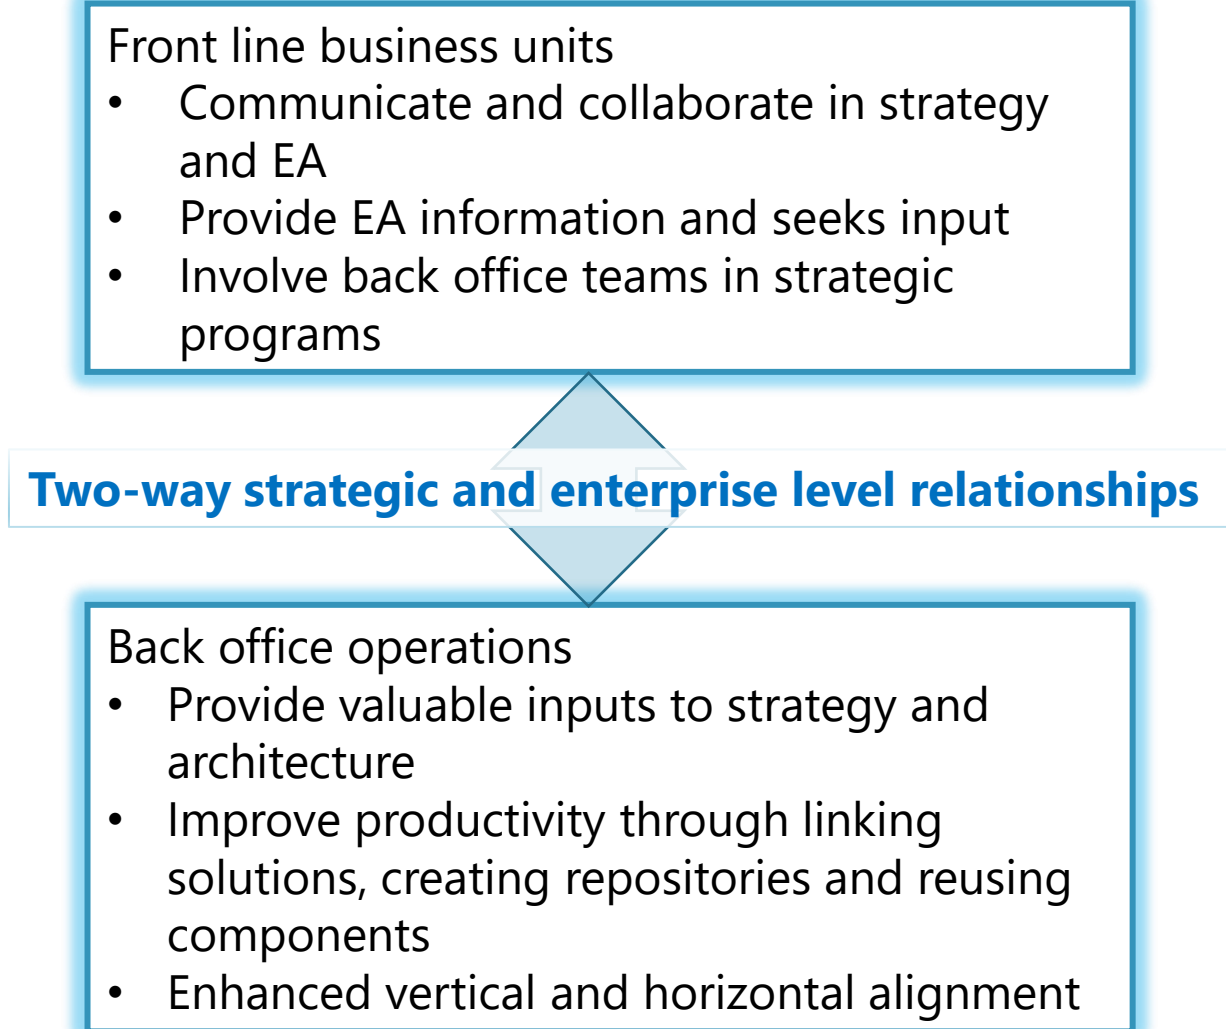 Front line business units
• Communicate and collaborate in strategy
and EA
• Provide EA information and seeks input
• Involve back office teams in strategic
programs
Two-way strategic and enterprise level relationships
Back office operations
• Provide valuable inputs to strategy and
architecture
• Improve productivity through linking
solutions, creating repositories and reusing
components
• Enhanced vertical and horizontal alignment